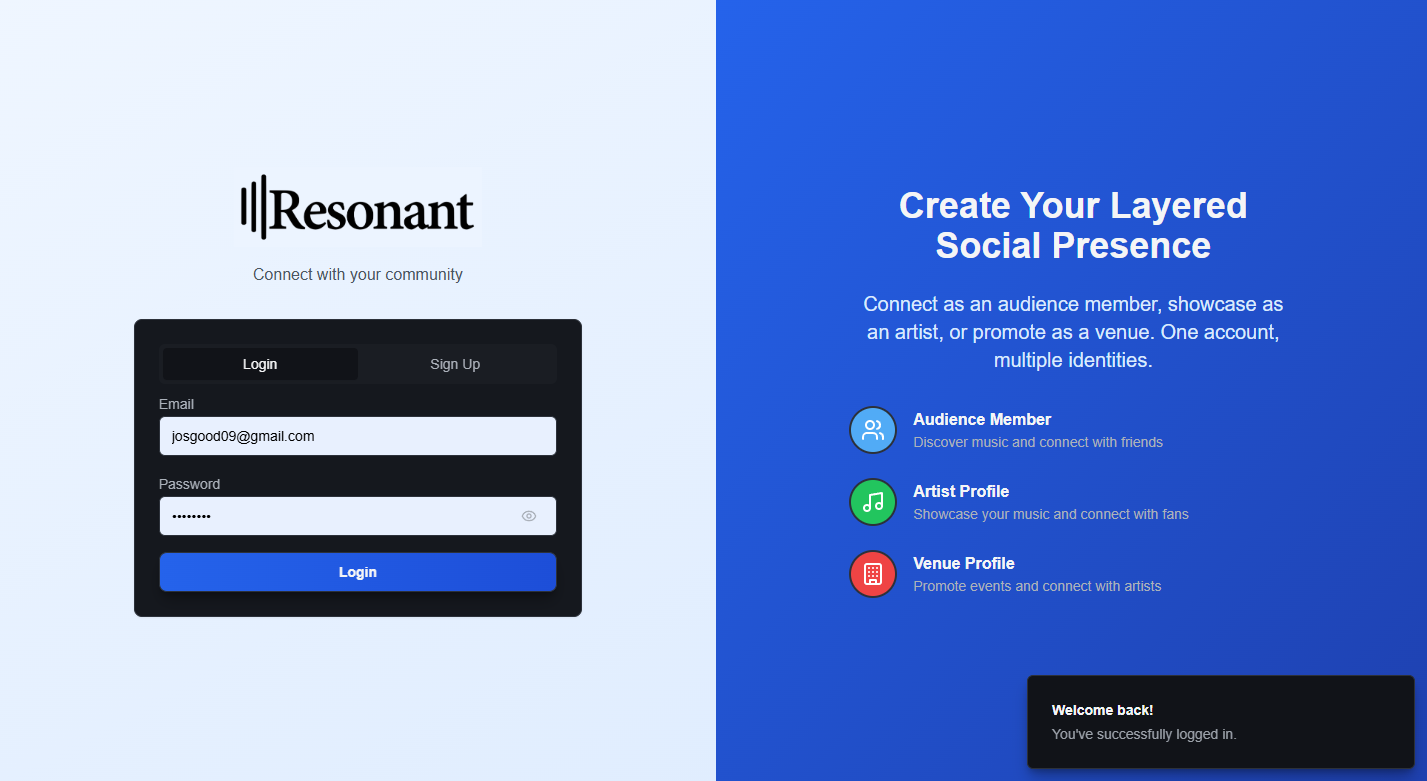 Resonant
Connect with your community
Login
Sign Up
Email
josgood09@gmail.com
Password
••••••••
Login
Create Your Layered
Social Presence
Connect as an audience member, showcase as
an artist, or promote as a venue. One account,
multiple identities.
Audience Member
Discover music and connect with friends
Artist Profile
Showcase your music and connect with fans
Venue Profile
Promote events and connect with artists
Welcome back!
You've successfully logged in.